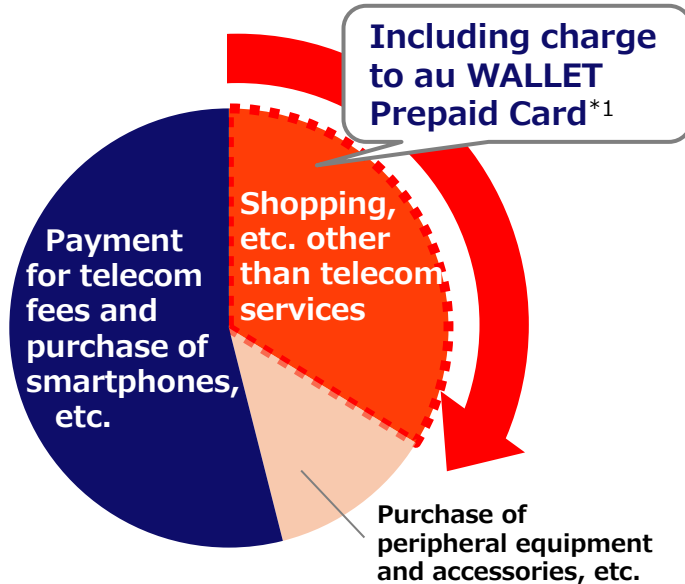 Including charge
to au WALLET
Prepaid Card*1
Shopping,
etc. other
than telecom
services
Payment
for telecom
fees and
purchase of
smartphones,
etc.
Purchase of
peripheral equipment
and accessories, etc.